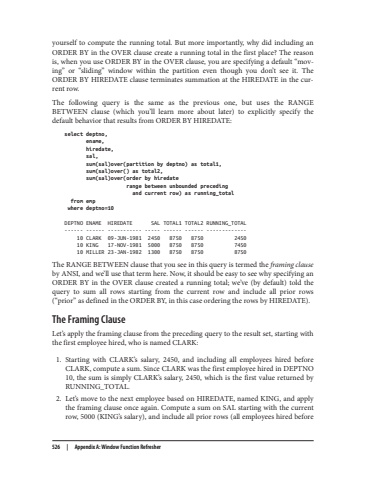 yourself to compute the running total. But more importantly, why did including an
ORDER BY in the OVER clause create a running total in the first place? The reason
is, when you use ORDER BY in the OVER clause, you are specifying a default “mov-
ing” or “sliding” window within the partition even though you don’t see it. The
ORDER BY HIREDATE clause terminates summation at the HIREDATE in the cur-
rent row.
The following query is the same as the previous one, but uses the RANGE
BETWEEN clause (which you’ll learn more about later) to explicitly specify the
default behavior that results from ORDER BY HIREDATE:
select deptno,
ename,
hiredate,
sal,
sum(sal)over(partition by deptno) as total1,
sum(sal)over() as total2,
sum(sal)over(order by hiredate
range between unbounded preceding
and current row) as running_total
from emp
where deptno=10
DEPTNO ENAME HIREDATE SAL TOTAL1 TOTAL2 RUNNING_TOTAL
------ ------ ----------- ----- ------ ------ -------------
10 CLARK 09-JUN-1981 2450 8750 8750 2450
10 KING 17-NOV-1981 5000 8750 8750 7450
10 MILLER 23-JAN-1982 1300 8750 8750 8750
The RANGE BETWEEN clause that you see in this query is termed the framing clause
by ANSI, and we’ll use that term here. Now, it should be easy to see why specifying an
ORDER BY in the OVER clause created a running total; we’ve (by default) told the
query to sum all rows starting from the current row and include all prior rows
(“prior” as defined in the ORDER BY, in this case ordering the rows by HIREDATE).
The Framing Clause
Let’s apply the framing clause from the preceding query to the result set, starting with
the first employee hired, who is named CLARK:
1. Starting with CLARK’s salary, 2450, and including all employees hired before
CLARK, compute a sum. Since CLARK was the first employee hired in DEPTNO
10, the sum is simply CLARK’s salary, 2450, which is the first value returned by
RUNNING_TOTAL.
2. Let’s move to the next employee based on HIREDATE, named KING, and apply
the framing clause once again. Compute a sum on SAL starting with the current
row, 5000 (KING’s salary), and include all prior rows (all employees hired before
526 | Appendix A: Window Function Refresher